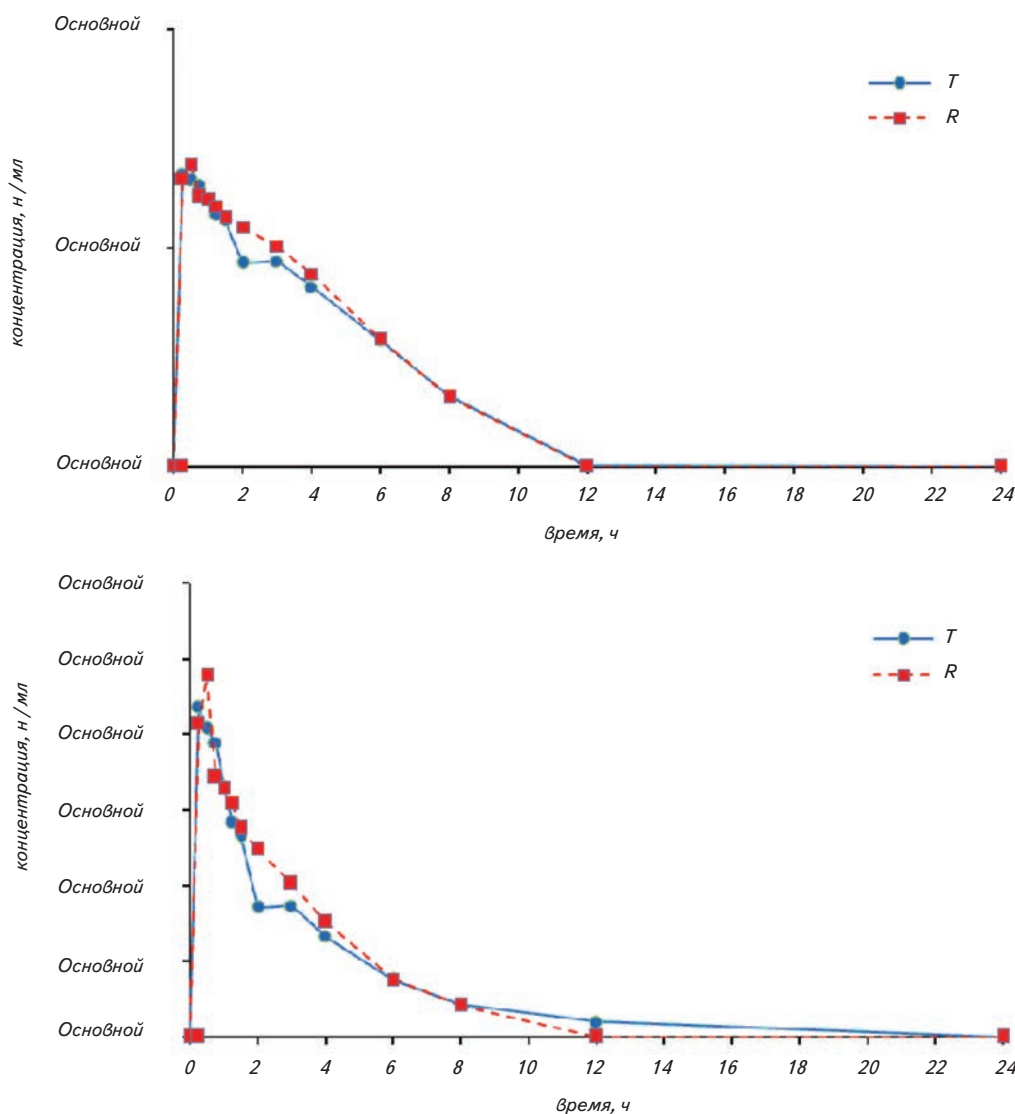 Основной
T
R
концентрация, н / мл
Основной
Основной
0 2 4 6 8 10 12 14 16 18 20 22 24
время, ч
Основной
T
Основной
R
концентрация, н / мл
Основной
Основной
Основной
Основной
Основной
0 2 4 6 8 10 12 14 16 18 20 22 24
время, ч